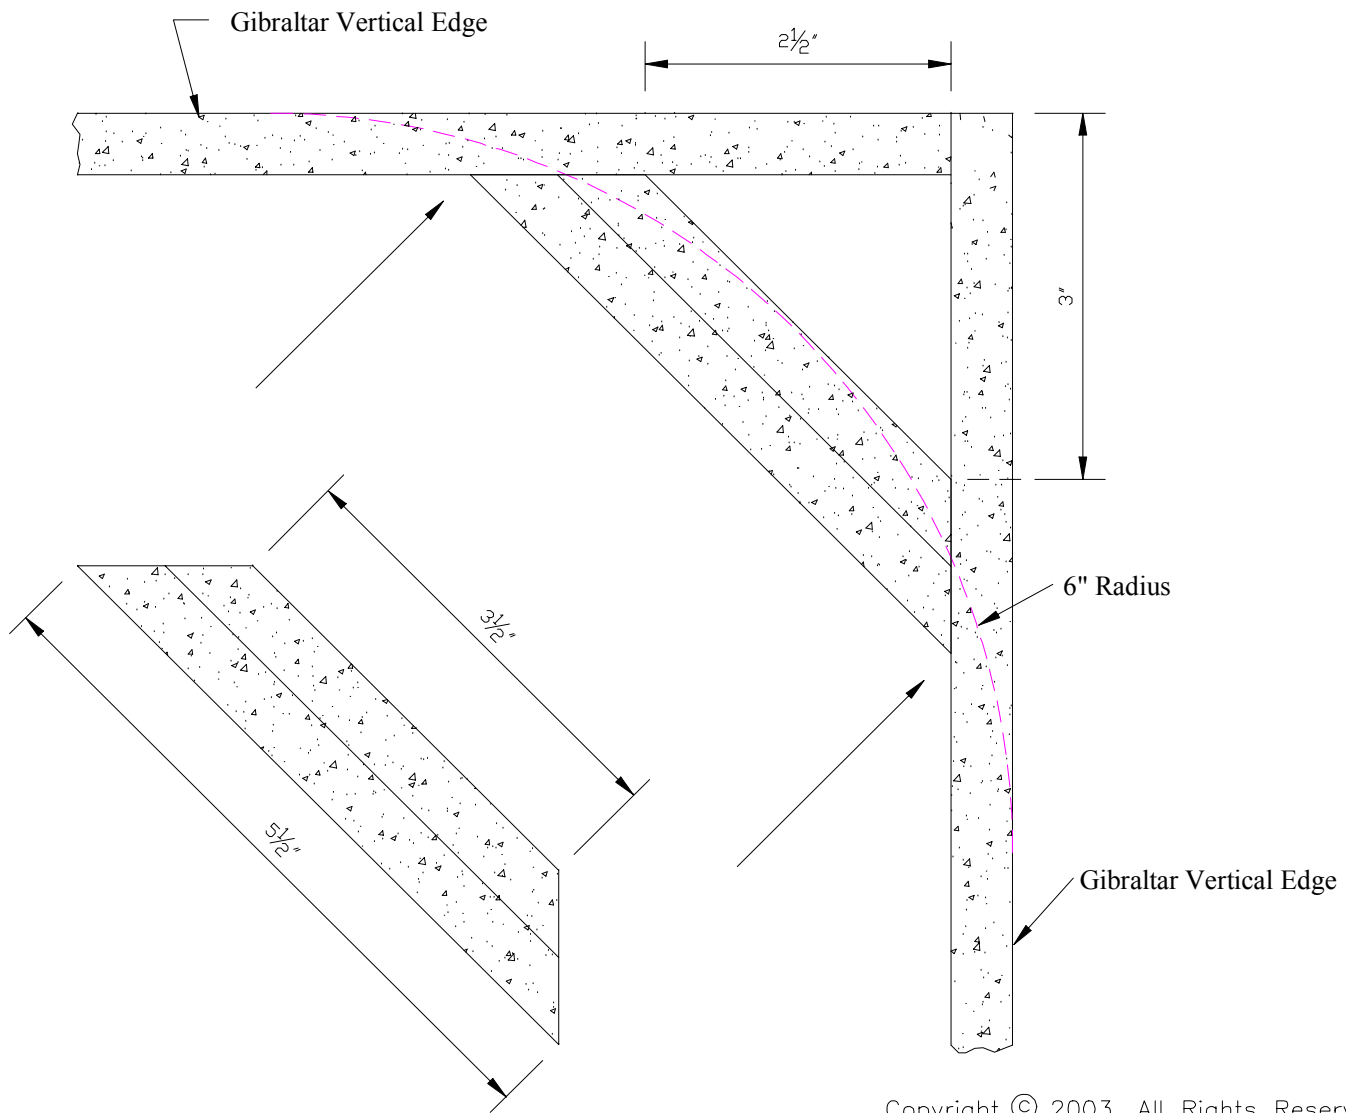 Gibraltar Vertical Edge
2½"
3"
6" Radius
3½"
5½"
Gibraltar Vertical Edge
Copyright © 2003 All Rights